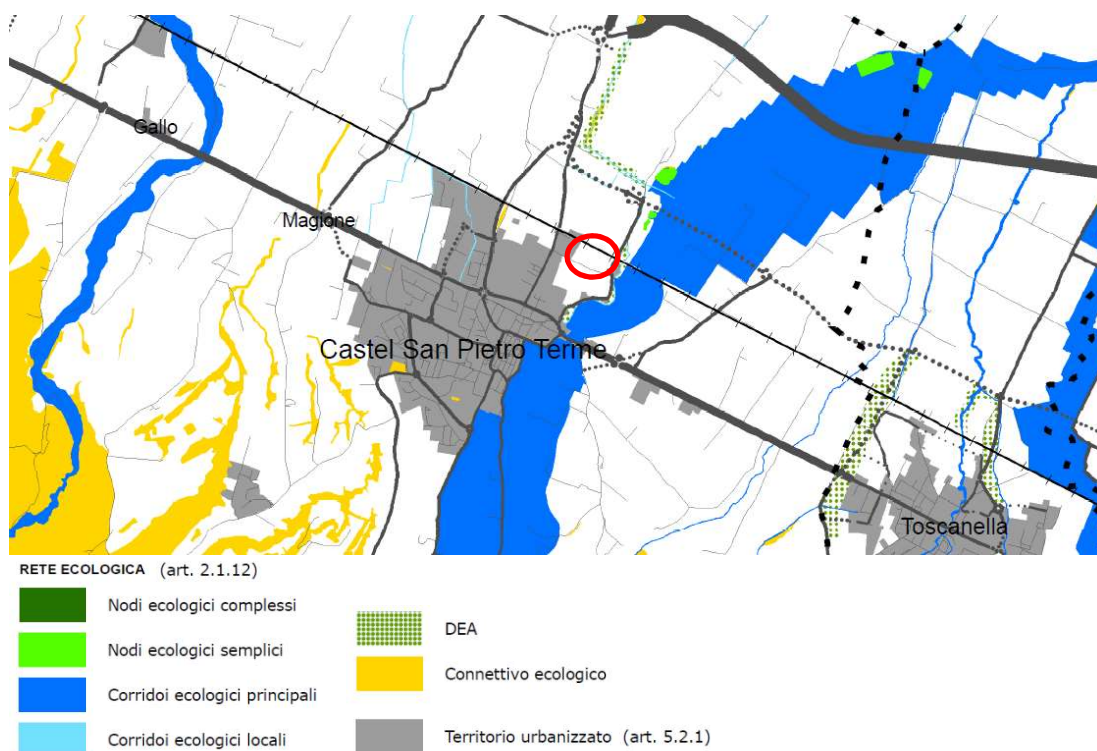 Gallo
Magione
Castel San Pietro Terme
Toscanella
RETE ECOLOGICA (art. 2.1.12)
Nodi ecologici complessi
Nodi ecologici semplici
Corridoi ecologici principali
Corridoi ecologici locali
DEA
Connettivo ecologico
Territorio urbanizzato (art. 5.2.1)